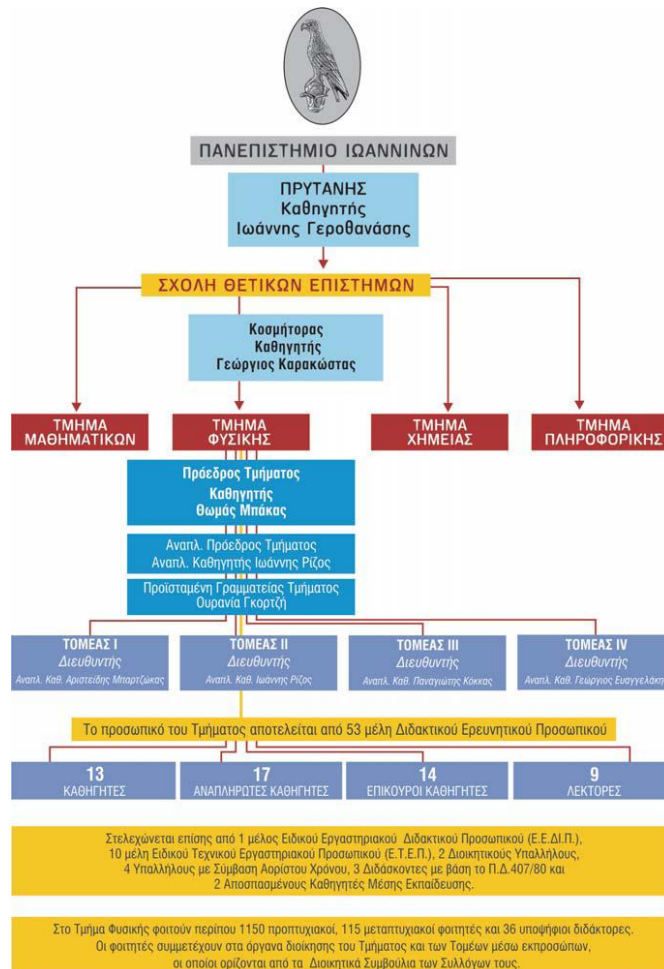 ΠΑΝΕΠΙΣΤΗΜΙΟ ΙΩΑΝΝΙΝΩΝ
ΠΡΥΤΑΝΗΣ
Καθηγητής
Ιωάννης Γεροθανάσης
ΣΧΟΛΗ ΘΕΤΙΚΩΝ ΕΠΙΣΤΗΜΩΝ
Κοσμήτορας
Καθηγητής
Γεώργιος Καρακώστας
ΤΜΗΜΑ
ΜΑΘΗΜΑΤΙΚΩΝ
ΤΜΗΜΑ
ΦΥΣΙΚΗΣ
ΤΜΗΜΑ
ΧΗΜΕΙΑΣ
ΤΜΗΜΑ
ΠΛΗΡΟΦΟΡΙΚΗΣ
Πρόεδρος Τμήματος
Καθηγητής
Θωμάς Μπάκας
Αναπλ. Πρόεδρος Τμήματος
Αναπλ. Καθηγητής Ιωάννης Ρίζος
Προϊσταμένη Γραμματείας Τμήματος
Ουρανία Γκορτζή
ΤΟΜΕΑΣ Ι
Διευθυντής
Αναπλ. Καθ. Αριστείδης Μπαρτζώκας
ΤΟΜΕΑΣ ΙΙ
Διευθυντής
Αναπλ. Καθ. Ιωάννης Ρίζος
ΤΟΜΕΑΣ ΙΙΙ
Διευθυντής
Αναπλ. Καθ. Παναγιώτης Κόκκας
ΤΟΜΕΑΣ IV
Διευθυντής
Αναπλ. Καθ. Γεώργιος Ευαγγελάκης
Το προσωπικό του Τμήματος αποτελείται από 53 μέλη Διδακτικού Ερευνητικού Προσωπικού
13
ΚΑΘΗΓΗΤΕΣ
17
ΑΝΑΠΛΗΡΩΤΕΣ ΚΑΘΗΓΗΤΕΣ
14
ΕΠΙΚΟΥΡΟΙ ΚΑΘΗΓΗΤΕΣ
9
ΛΕΚΤΟΡΕΣ
Στελεχώνεται επίσης από 1 μέλος Ειδικού Εργαστηριακού Διδακτικού Προσωπικού (Ε.Ε.ΔΙ.Π.),
10 μέλη Ειδικού Τεχνικού Εργαστηριακού Προσωπικού (Ε.Τ.Ε.Π.), 2 Διοικητικούς Υπαλλήλους,
4 Υπαλλήλους με Σύμβαση Αορίστου Χρόνου, 3 Διδάσκοντες με βάση το Π.Δ.407/80 και
2 Αποσπασμένους Καθηγητές Μέσης Εκπαίδευσης.
Στο Τμήμα Φυσικής φοιτούν περίπου 1150 προπτυχιακοί, 115 μεταπτυχιακοί φοιτητές και 36 υποψήφιοι διδάκτορες.
Οι φοιτητές συμμετέχουν στα όργανα διοίκησης του Τμήματος και των Τομέων μέσω εκπροσώπων,
οι οποίοι ορίζονται από τα Διοικητικά Συμβούλια των Συλλόγων τους.